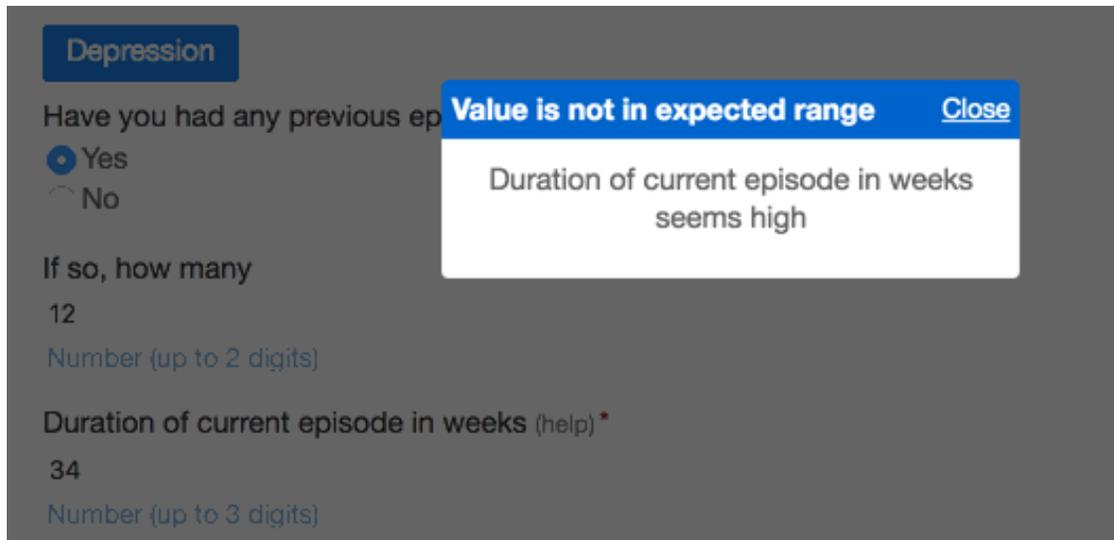 Depression
Have you had any previous ep
Yes
No
Value is not in expected range Close
Duration of current episode in weeks
seems high
If so, how many
12
Number (up to 2 digits)
Duration of current episode in weeks (help)*
34
Number (up to 3 digits)